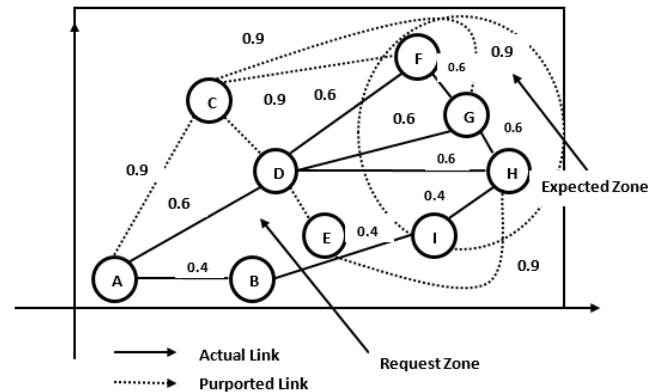 0.9
F
0.6
0.9
C
0.9
0.6
G
0.6
0.6
0.9
D
0.6
H
Expected Zone
0.6
0.4
E
0.4
I
A
0.4
B
0.9
Actual Link
Request Zone
Purported Link